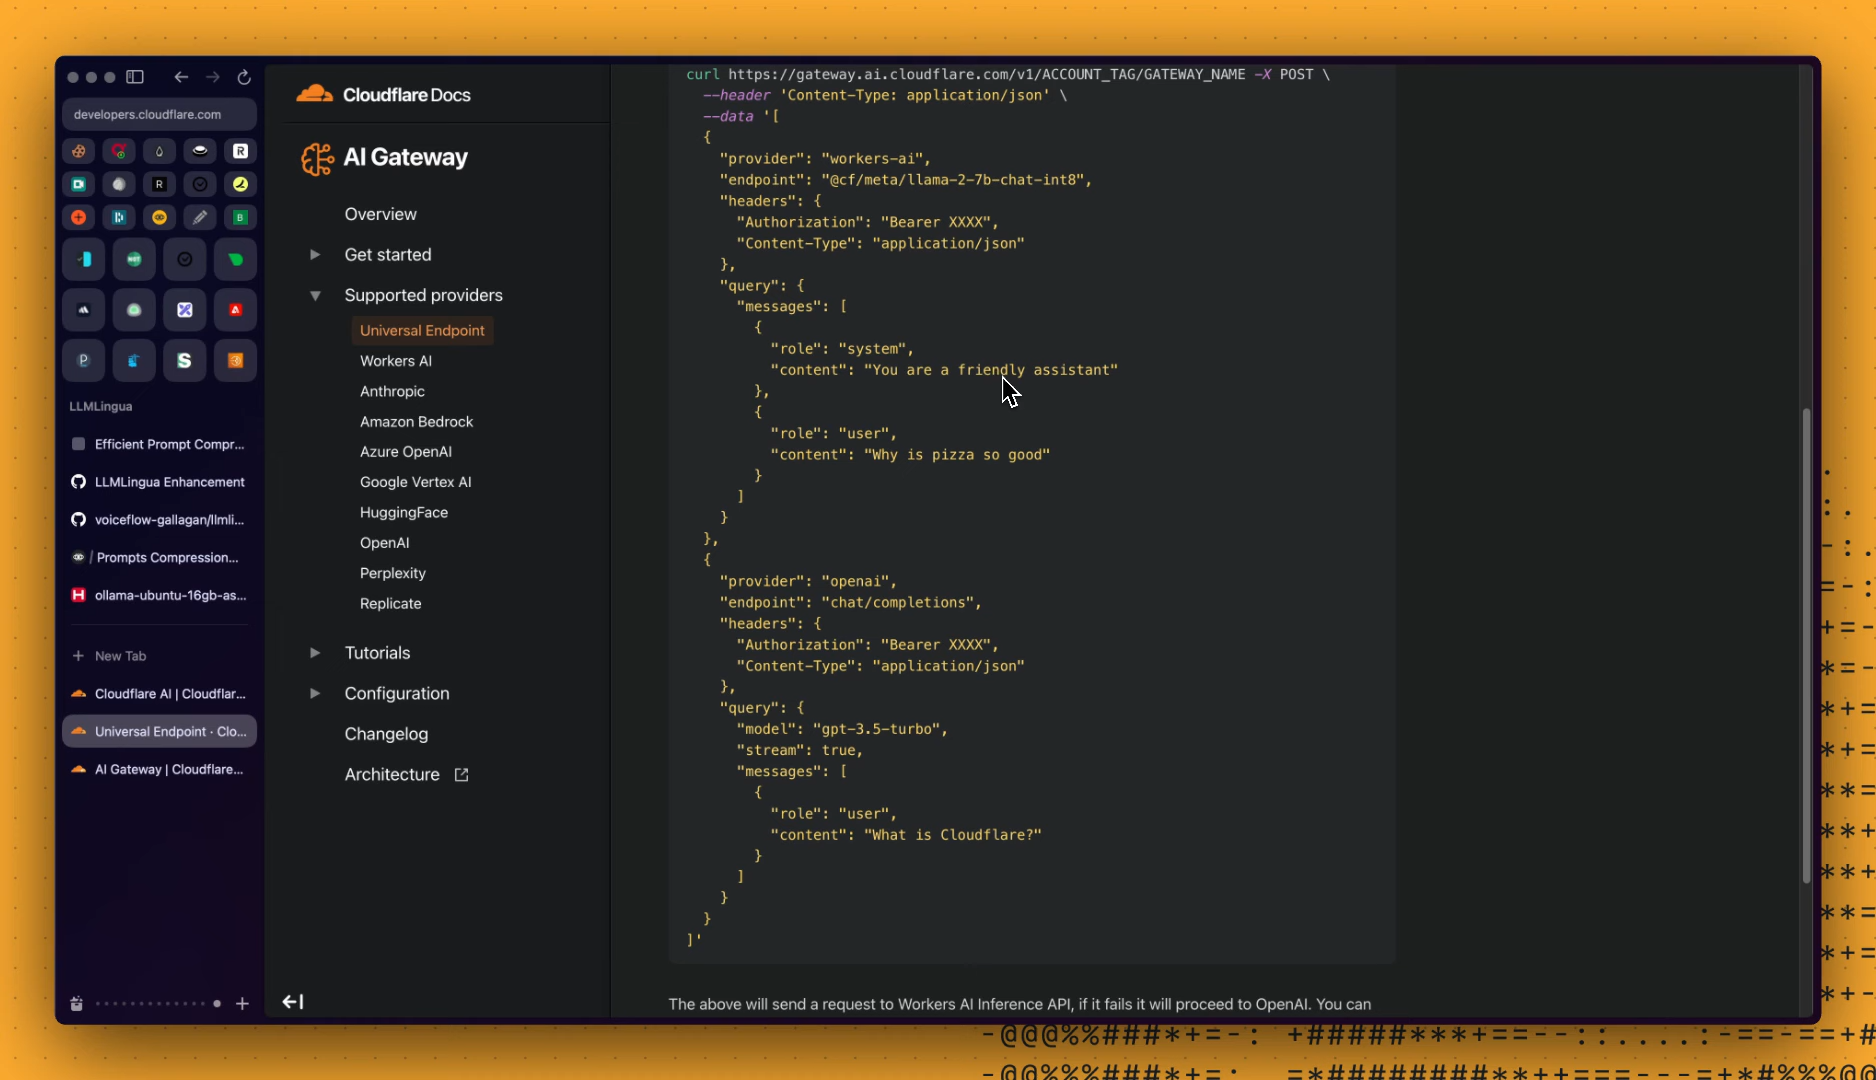 developers.cloudflare.com
LLMLingua
Efficient Prompt Compr...
LLMLingua Enhancement
voiceflow-gallagan/llmli...
/ Prompts Compression...
ollama-ubuntu-16gb-as...
New Tab
Cloudflare AI | Cloudflar...
Universal Endpoint · Clo...
AI Gateway | Cloudflare...
Cloudflare Docs
AI Gateway
Overview
Get started
Supported providers
Universal Endpoint
Workers AI
Anthropic
Amazon Bedrock
Azure OpenAI
Google Vertex AI
HuggingFace
OpenAI
Perplexity
Replicate
Tutorials
Configuration
Changelog
Architecture
curl https://gateway.ai.cloudflare.com/v1/ACCOUNT_TAG/GATEWAY_NAME -X POST \
--header 'Content-Type: application/json' \
--data '[
{
"provider": "workers-ai",
"endpoint": "@cf/meta/llama-2-7b-chat-int8",
"headers": {
"Authorization": "Bearer XXXX",
"Content-Type": "application/json"
},
"query": {
"messages": [
{
"role": "system",
"content": "You are a friendly assistant"
},
{
"role": "user",
"content": "Why is pizza so good"
}
]
}
},
{
"provider": "openai",
"endpoint": "chat/completions",
"headers": {
"Authorization": "Bearer XXXX",
"Content-Type": "application/json"
},
"query": {
"model": "gpt-3.5-turbo",
"stream": true,
"messages": [
{
"role": "user",
"content": "What is Cloudflare?"
}
]
}
}
]'
The above will send a request to Workers AI Inference API, if it fails it will proceed to OpenAI. You can